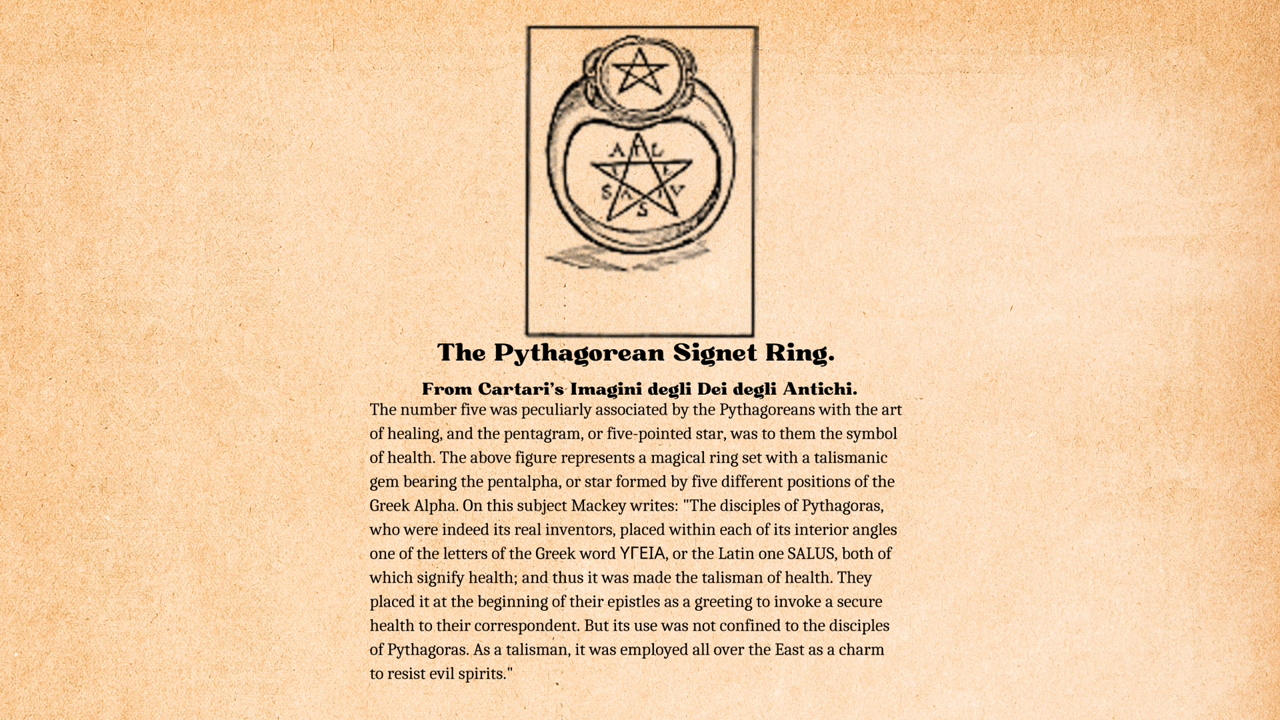 The Pythagorean Signet Ring.
From Cartari's Imagini degli Dei degli Antichi.
The number five was peculiarly associated by the Pythagoreans with the art
of healing, and the pentagram, or five-pointed star, was to them the symbol
of health. The above figure represents a magical ring set with a talismanic
gem bearing the pentalpha, or star formed by five different positions of the
Greek Alpha. On this subject Mackey writes: "The disciples of Pythagoras,
who were indeed its real inventors, placed within each of its interior angles
one of the letters of the Greek word ΥΓΕΙΑ, or the Latin one SALUS, both of
which signify health; and thus it was made the talisman of health. They
placed it at the beginning of their epistles as a greeting to invoke a secure
health to their correspondent. But its use was not confined to the disciples
of Pythagoras. As a talisman, it was employed all over the East as a charm
to resist evil spirits."